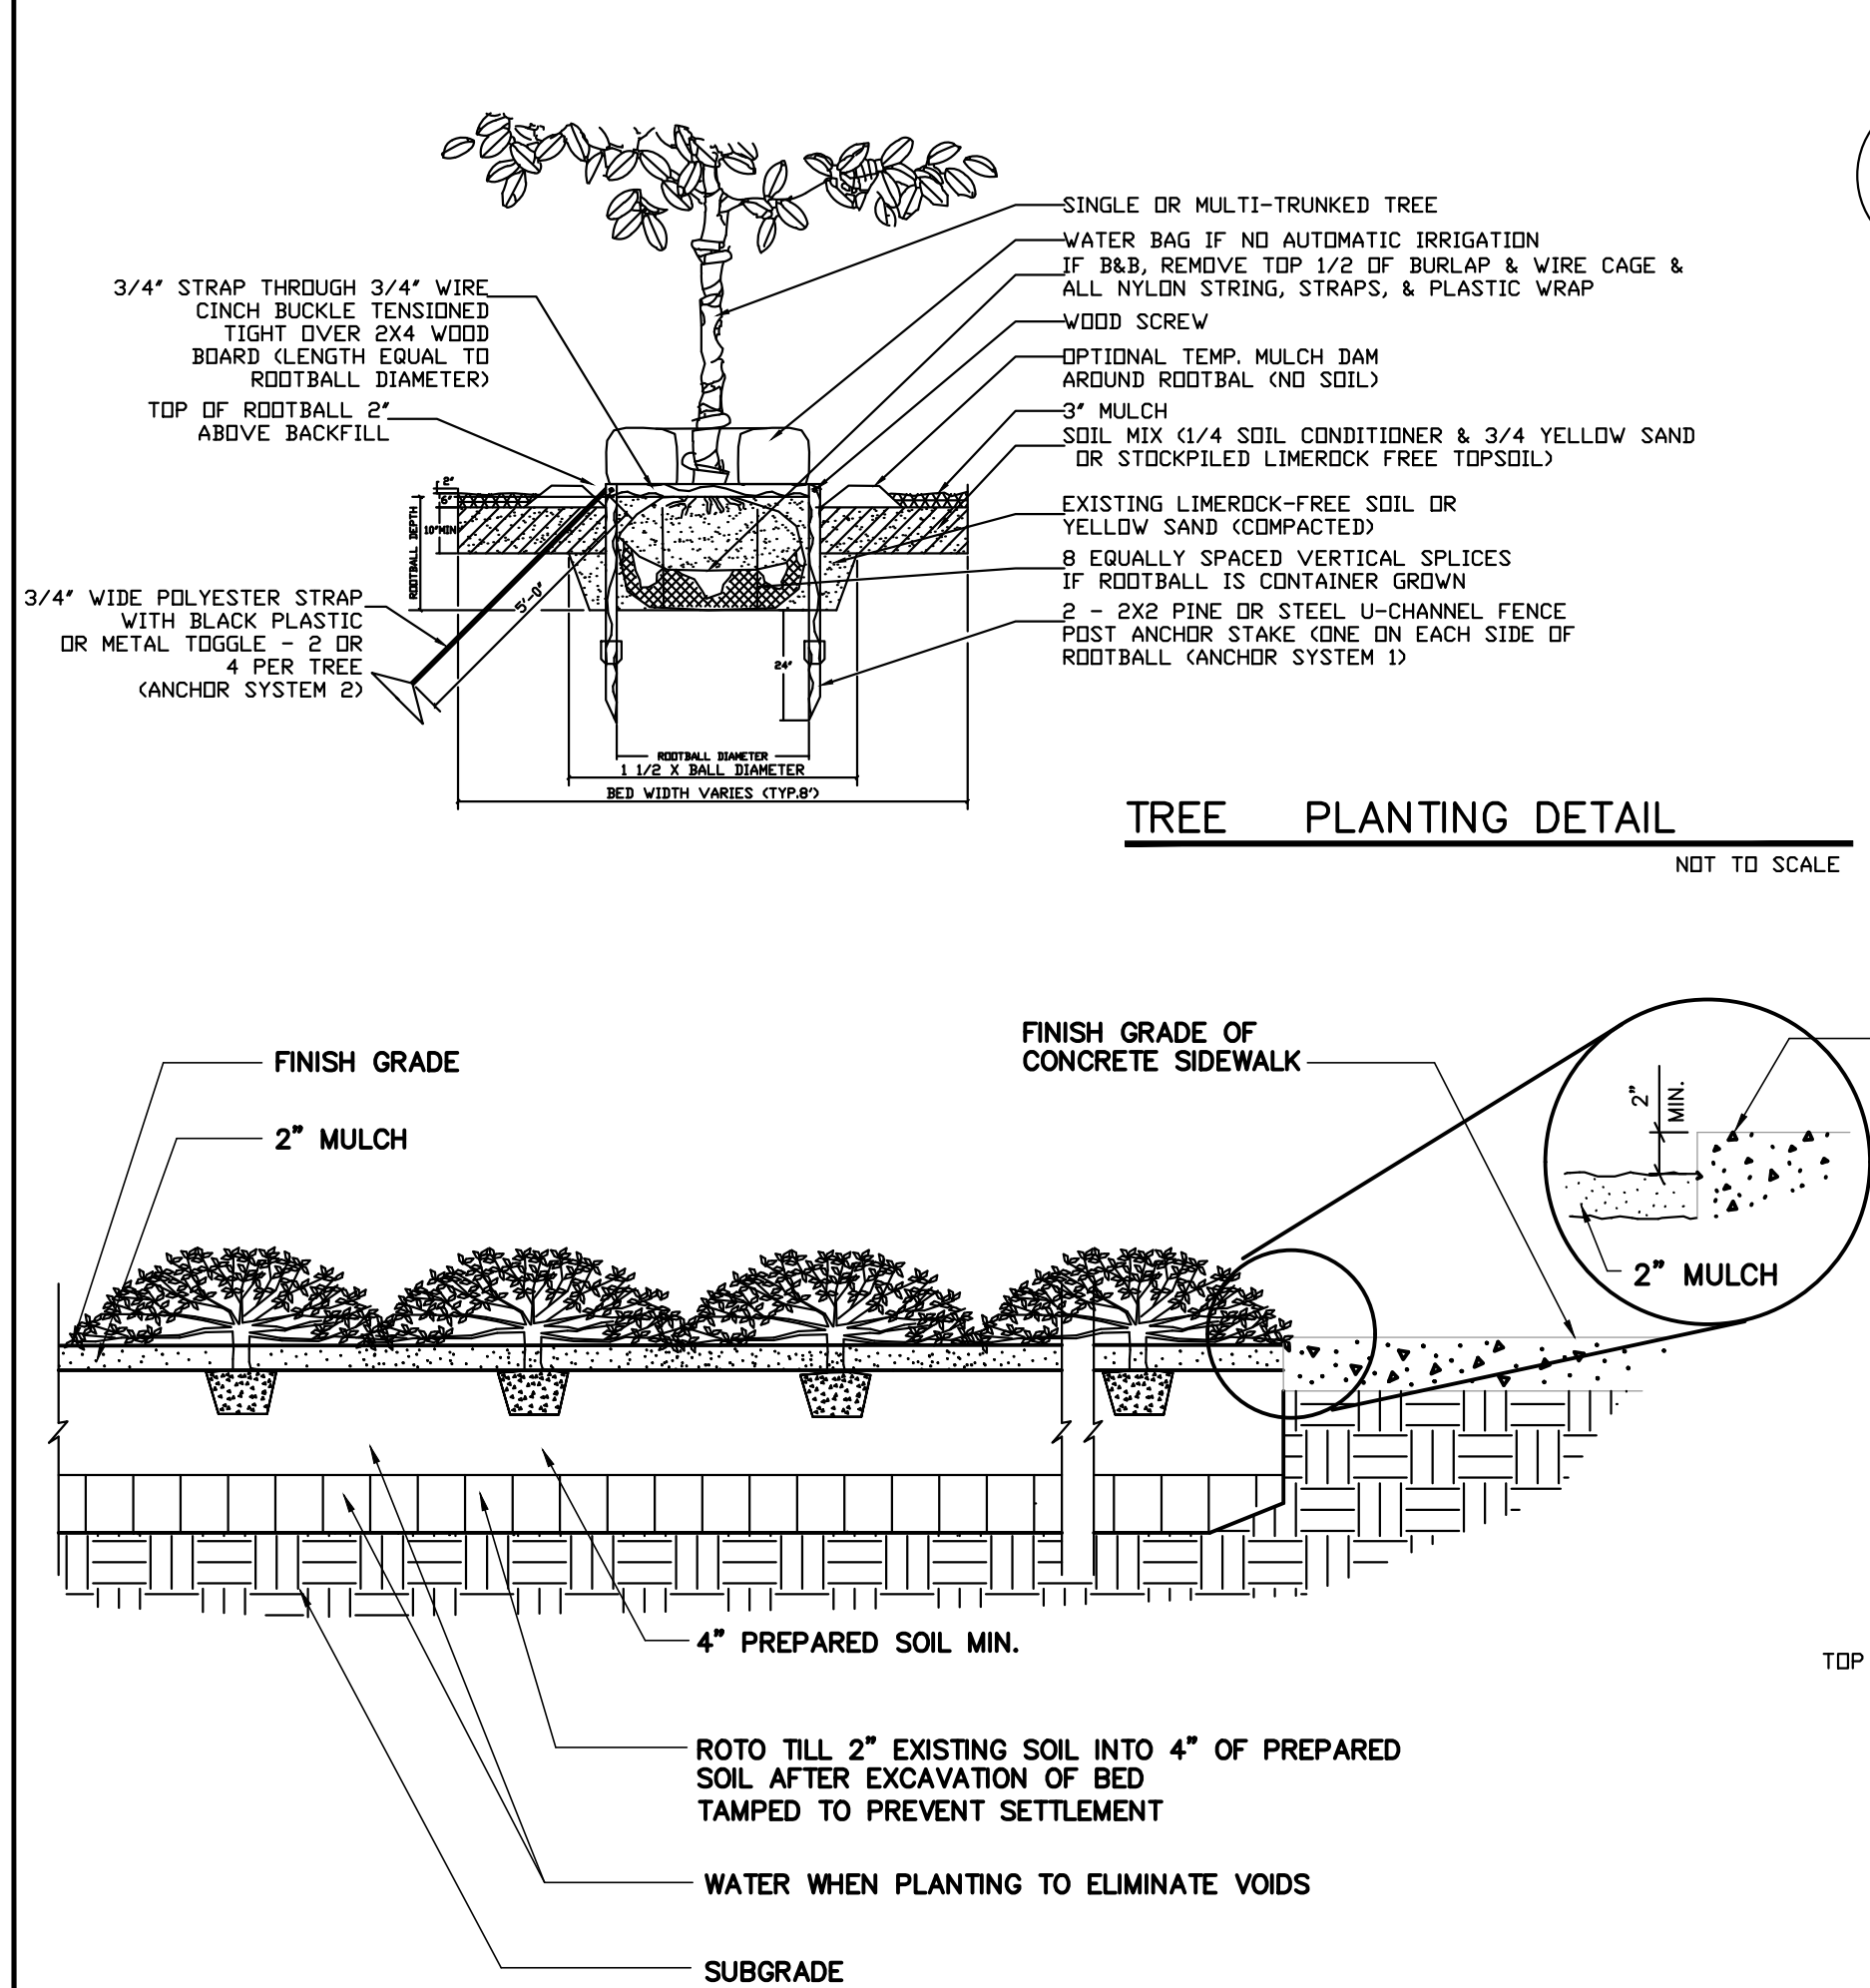 SINGLE OR MULTI-TRUNKED TREE
WATER BAG IF NO AUTOMATIC IRRIGATION
IF B&B, REMOVE TOP 1/2 OF BURLAP & WIRE CAGE &
ALL NYLON STRING, STRAPS, & PLASTIC WRAP
WOOD SCREW
OPTIONAL TEMP. MULCH DAM
AROUND ROOTBAL (NO SOIL)
3" MULCH
SOIL MIX (1/4 SOIL CONDITIONER & 3/4 YELLOW SAND
OR STOCKPILED LIMEROCK FREE TOPSOIL)
EXISTING LIMEROCK-FREE SOIL OR
YELLOW SAND (COMPACTED)
8 EQUALLY SPACED VERTICAL SPLICES
IF ROOTBALL IS CONTAINER GROWN
2 - 2X2 PINE OR STEEL U-CHANNEL FENCE
POST ANCHOR STAKE (ONE ON EACH SIDE OF
ROOTBALL (ANCHOR SYSTEM 1)
3/4" STRAP THROUGH 3/4" WIRE
CINCH BUCKLE TENSIONED
TIGHT OVER 2X4 WOOD
BOARD (LENGTH EQUAL TO
ROOTBALL DIAMETER)
TOP OF ROOTBALL 2"
ABOVE BACKFILL
3/4" WIDE POLYESTER STRAP
WITH BLACK PLASTIC
OR METAL TOGGLE - 2 OR
4 PER TREE
(ANCHOR SYSTEM 2)
2"
6"
10"MIN
ROOTBALL DEPTH
5'-0"
24"
ROOTBALL DIAMETER
1 1/2 X BALL DIAMETER
BED WIDTH VARIES (TYP.8')
TREE PLANTING DETAIL
NOT TO SCALE
FINISH GRADE
2" MULCH
FINISH GRADE OF
CONCRETE SIDEWALK
2"
MIN.
2" MULCH
4" PREPARED SOIL MIN.
TOP
ROTO TILL 2" EXISTING SOIL INTO 4" OF PREPARED
SOIL AFTER EXCAVATION OF BED
TAMPED TO PREVENT SETTLEMENT
WATER WHEN PLANTING TO ELIMINATE VOIDS
SUBGRADE